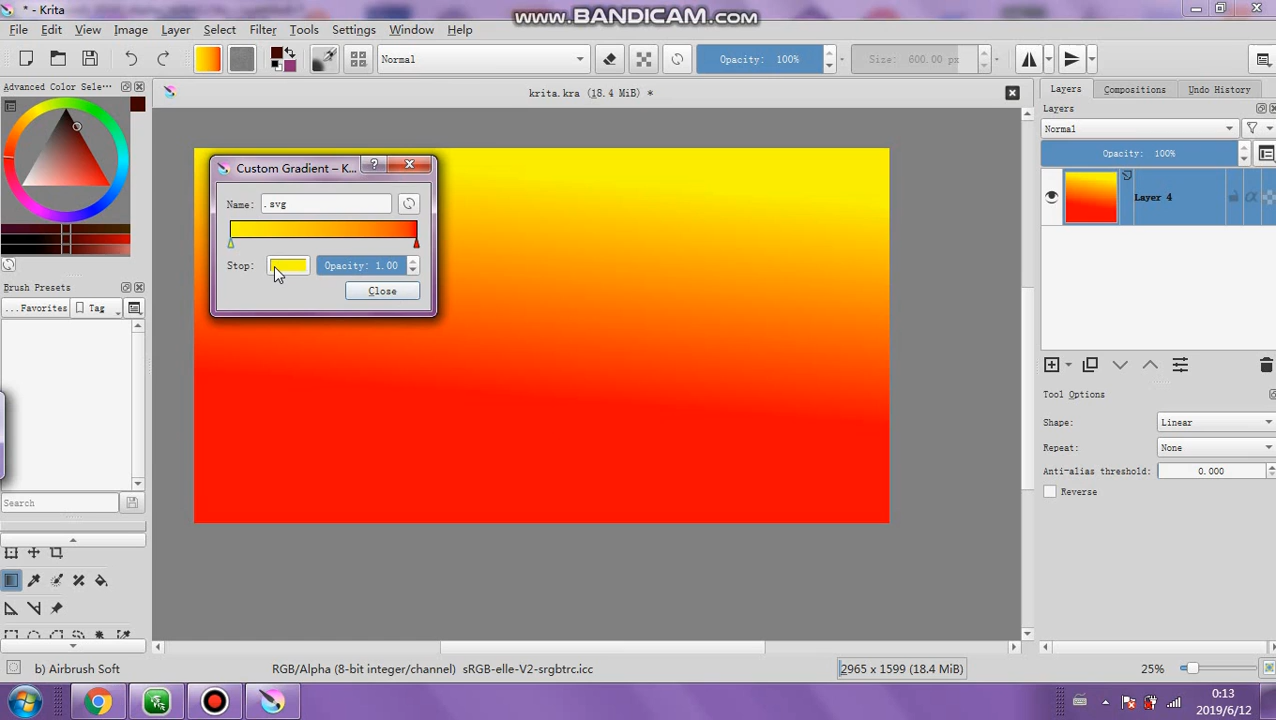 * - Krita
www.BANDICAM.com
File Edit View Image Layer Select Filter Tools Settings Window Help
Normal
Opacity: 100%
Size: 600.00 px
Advanced Color Sele···
krita.kra (18.4 MiB) *
Layers Compositions Undo History
Layers
Normal
Opacity: 100%
Layer 4
Custom Gradient – K...
?
Name: .svg
Stop: Opacity: 1.00
Close
Brush Presets
...Favorites Tag
Search
Tool Options
Shape: Linear
Repeat: None
Anti-alias threshold: 0.000
Reverse
b) Airbrush Soft
RGB/Alpha (8-bit integer/channel) sRGB-elle-V2-srgbtrc.icc
2965 x 1599 (18.4 MiB)
25%
0:13
2019/6/12